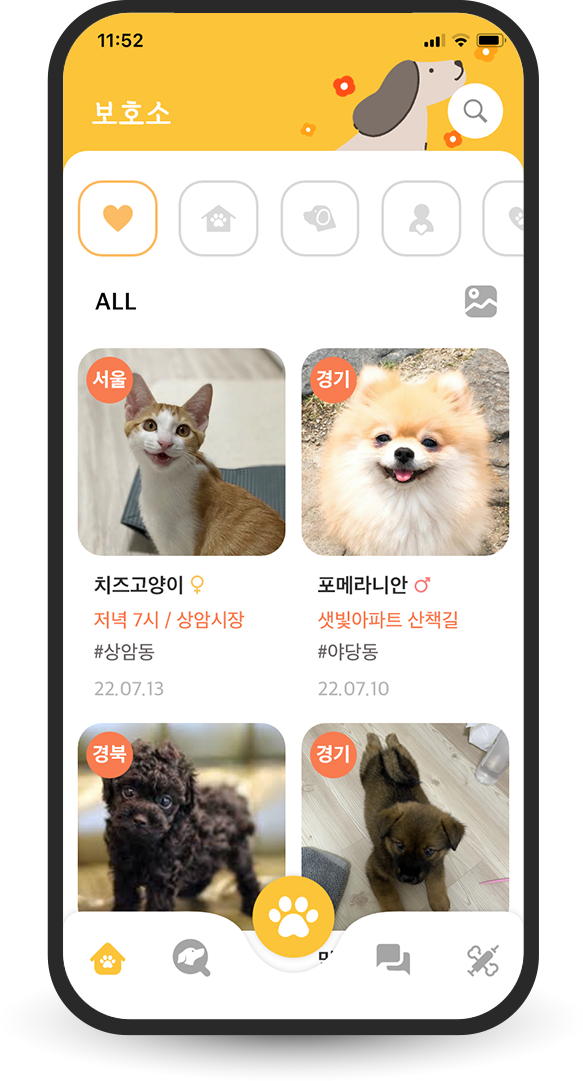 11:52
보호소
ALL
서울
경기
치즈고양이
포메라니안
저녁 7시 / 상암시장
샛빛아파트 산책길
#상암동
#야당동
22.07.13
22.07.10
경북
경기